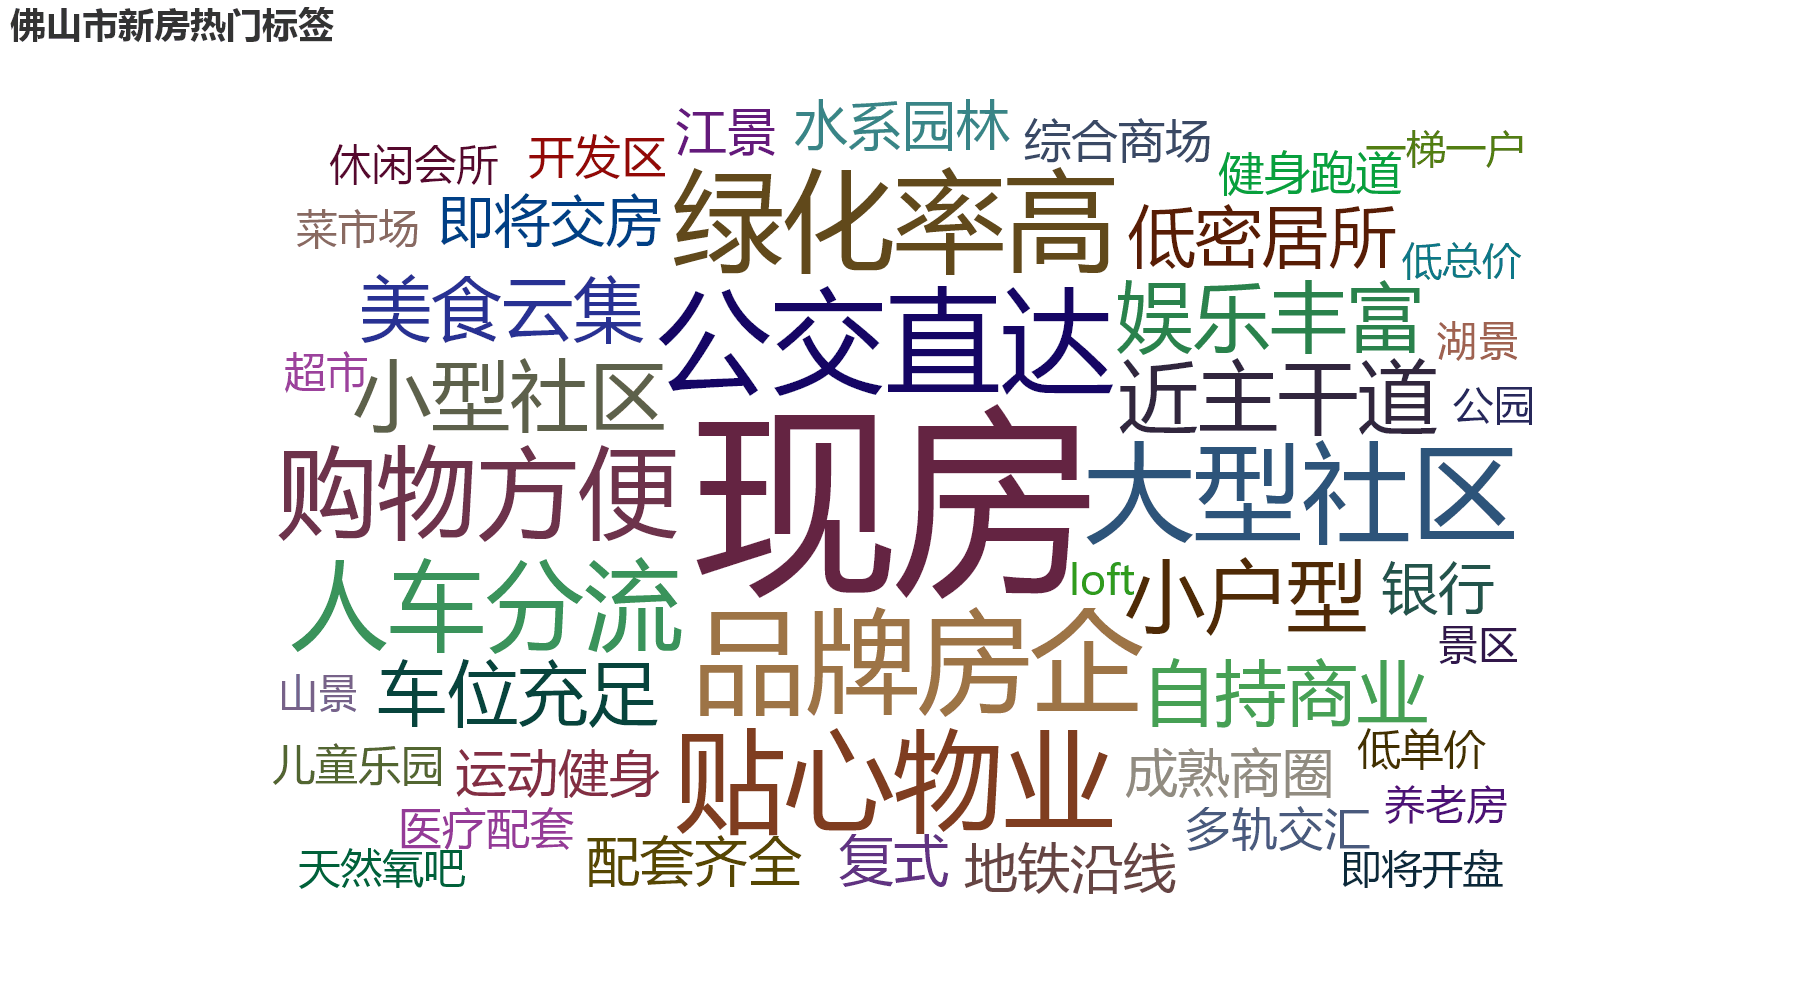 佛山市新房热门标签
江景
水系园林
综合商场
一梯一户
休闲会所
开发区
健身跑道
菜市场
即将交房
绿化率高
低密居所
低总价
美食云集
公交直达
娱乐丰富
湖景
超市
小型社区
近主干道
公园
购物方便
现房
大型社区
人车分流
loft
小户型
银行
景区
品牌房企
山景
车位充足
自持商业
儿童乐园
运动健身
贴心物业
成熟商圈
低单价
养老房
医疗配套
多轨交汇
天然氧吧
配套齐全
复式
地铁沿线
即将开盘